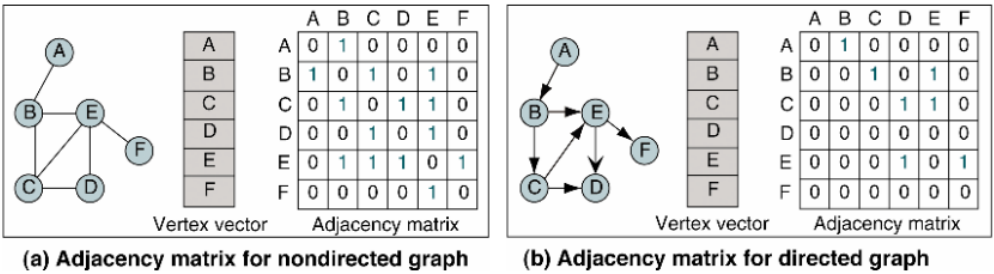 A
B
E
F
C
D
A
B
C
D
E
F
Vertex vector
A B C D E F
A 0 1 0 0 0 0
B 1 0 1 0 1 0
C 0 1 0 1 1 0
D 0 0 1 0 1 0
E 0 1 1 1 0 1
F 0 0 0 0 1 0
Adjacency matrix
(a) Adjacency matrix for nondirected graph
A
B
E
F
C
D
A
B
C
D
E
F
Vertex vector
A B C D E F
A 0 1 0 0 0 0
B 0 0 1 0 1 0
C 0 0 0 1 1 0
D 0 0 0 0 0 0
E 0 0 0 1 0 1
F 0 0 0 0 0 0
Adjacency matrix
(b) Adjacency matrix for directed graph